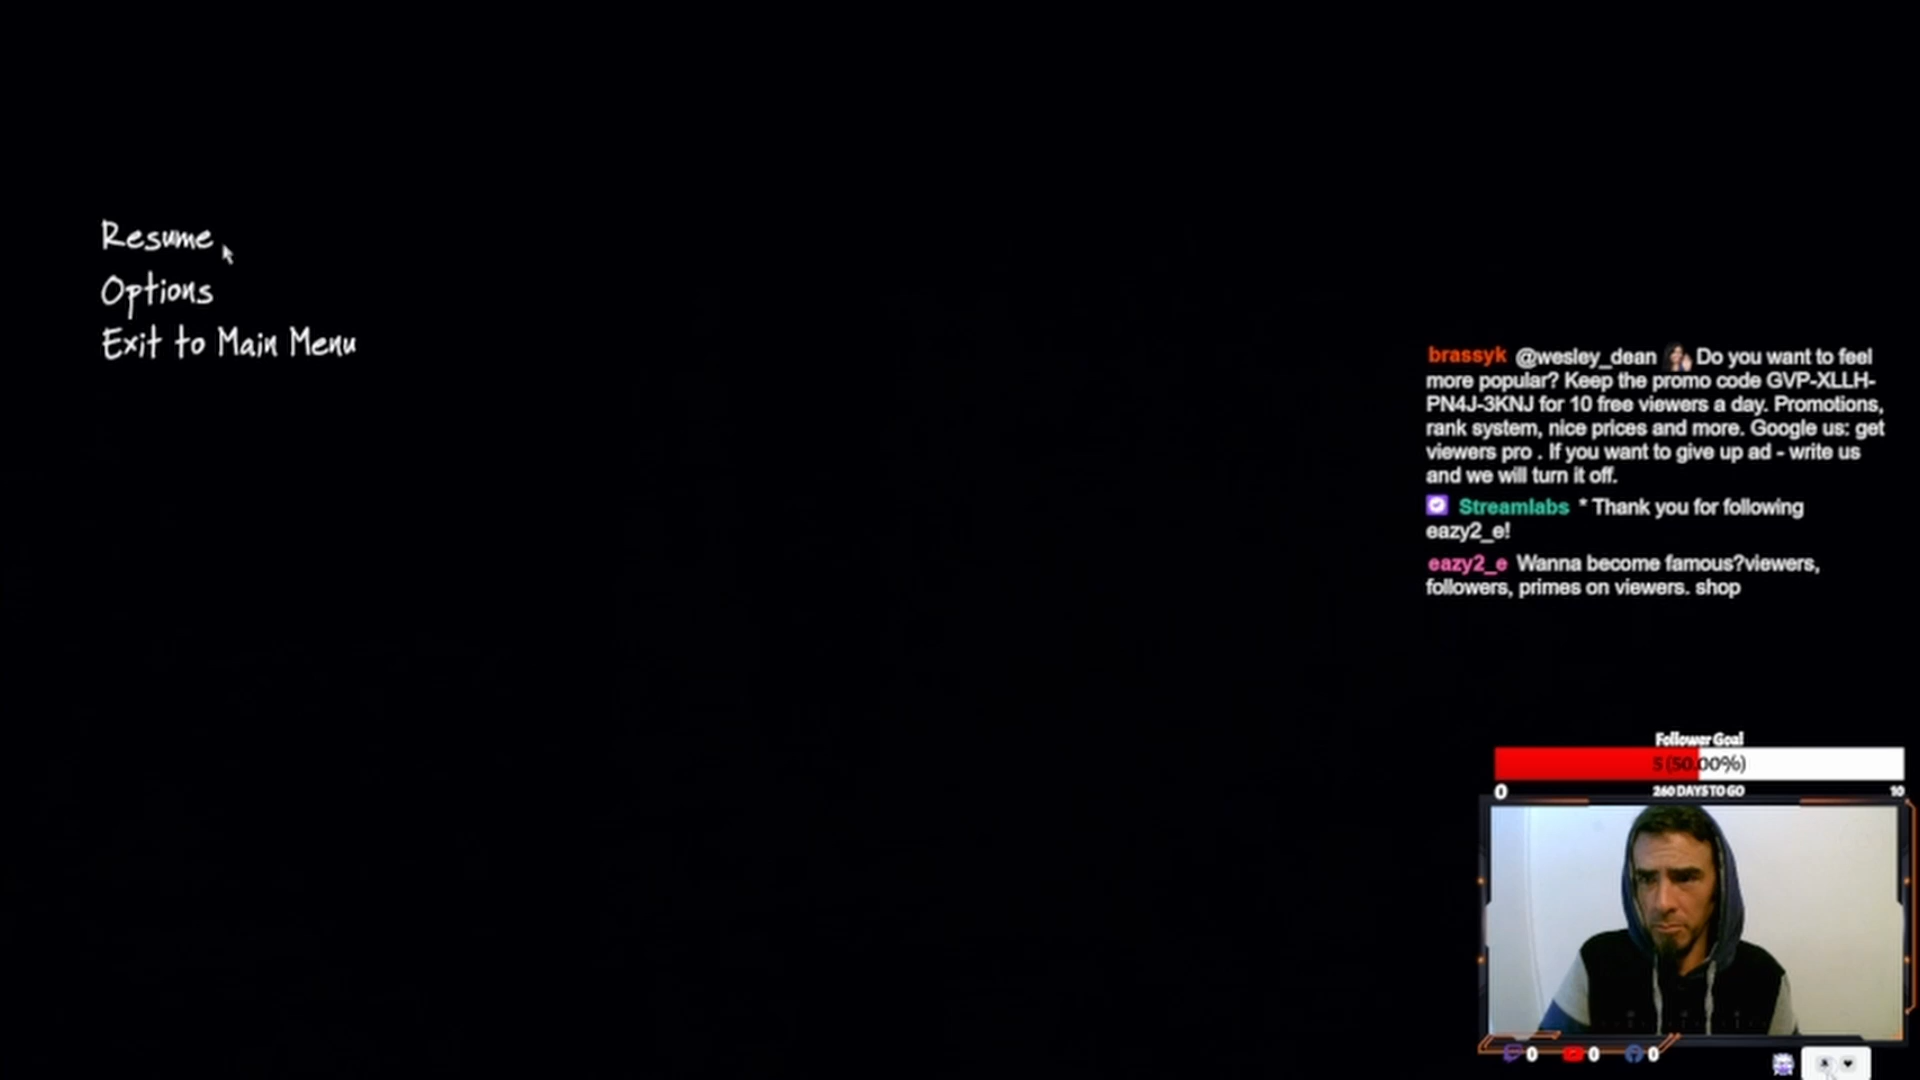 Resume
Options
Exit to Main Menu
brassyk @wesley_dean Do you want to feel
more popular? Keep the promo code GVP-XLLH-
PN4J-3KNJ for 10 free viewers a day. Promotions,
rank system, nice prices and more. Google us: get
viewers pro . If you want to give up ad - write us
and we will turn it off.
Streamlabs * Thank you for following
eazy2_e!
eazy2_e Wanna become famous?viewers,
followers, primes on viewers. shop
Follower Goal
5 (50.00%)
0 260 DAYS TO GO 10
0 0 0